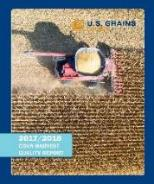 U.S. GRAINS
2017/2018
CORN HARVEST
QUALITY REPORT